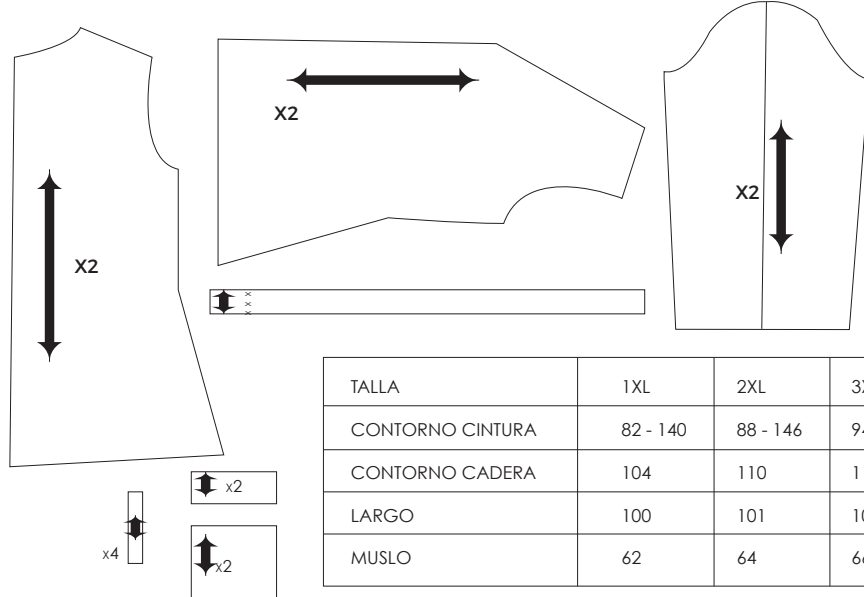 X2
X2
X2
x2
x4
x2
TALLA 1XL 2XL
CONTORNO CINTURA 82 - 140 88 - 146
CONTORNO CADERA 104 110
LARGO 100 101
MUSLO 62 64